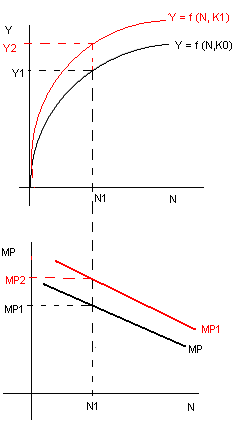 Y
Y = f (N, K1)
Y2
Y = f (N,K0)
Y1
N1
N
MP
MP2
MP1
MP1
MP
N1
N